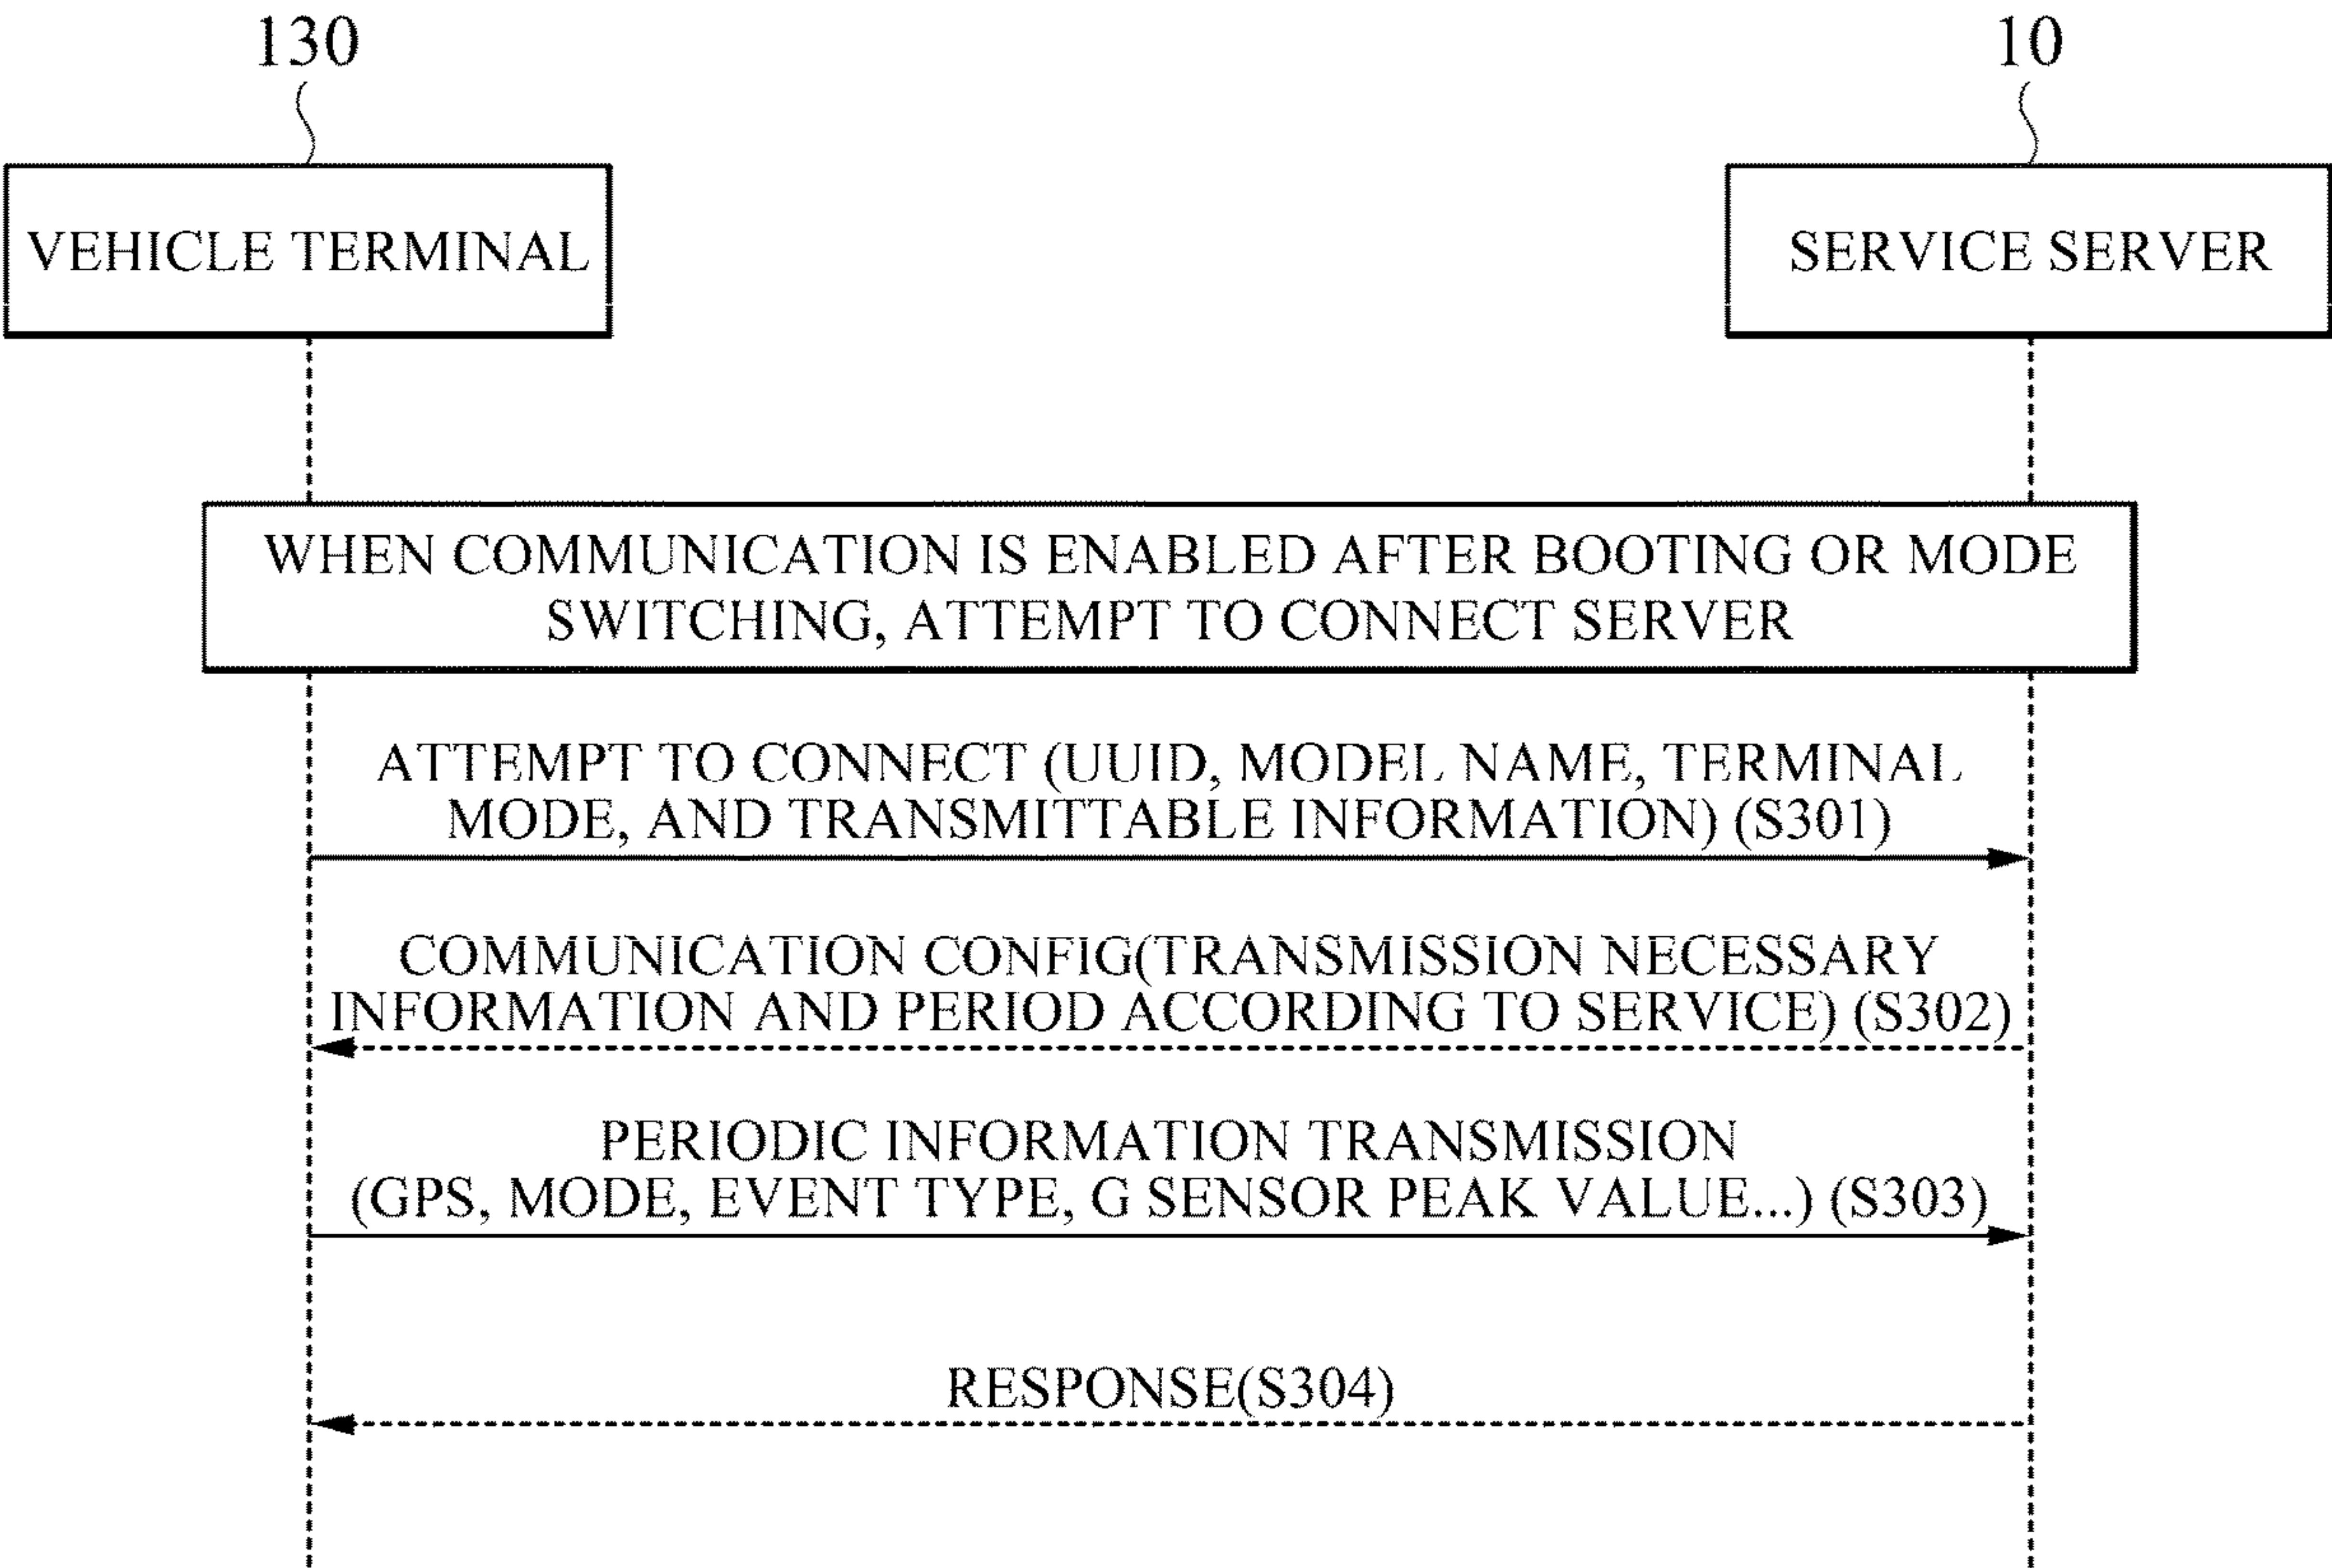 130
10
VEHICLE TERMINAL
SERVICE SERVER
WHEN COMMUNICATION IS ENABLED AFTER BOOTING OR MODE
SWITCHING, ATTEMPT TO CONNECT SERVER
ATTEMPT TO CONNECT (UUID, MODEL NAME, TERMINAL
MODE, AND TRANSMITTABLE INFORMATION) (S301)
COMMUNICATION CONFIG(TRANSMISSION NECESSARY
INFORMATION AND PERIOD ACCORDING TO SERVICE) (S302)
PERIODIC INFORMATION TRANSMISSION
(GPS, MODE, EVENT TYPE, G SENSOR PEAK VALUE...) (S303)
RESPONSE(S304)